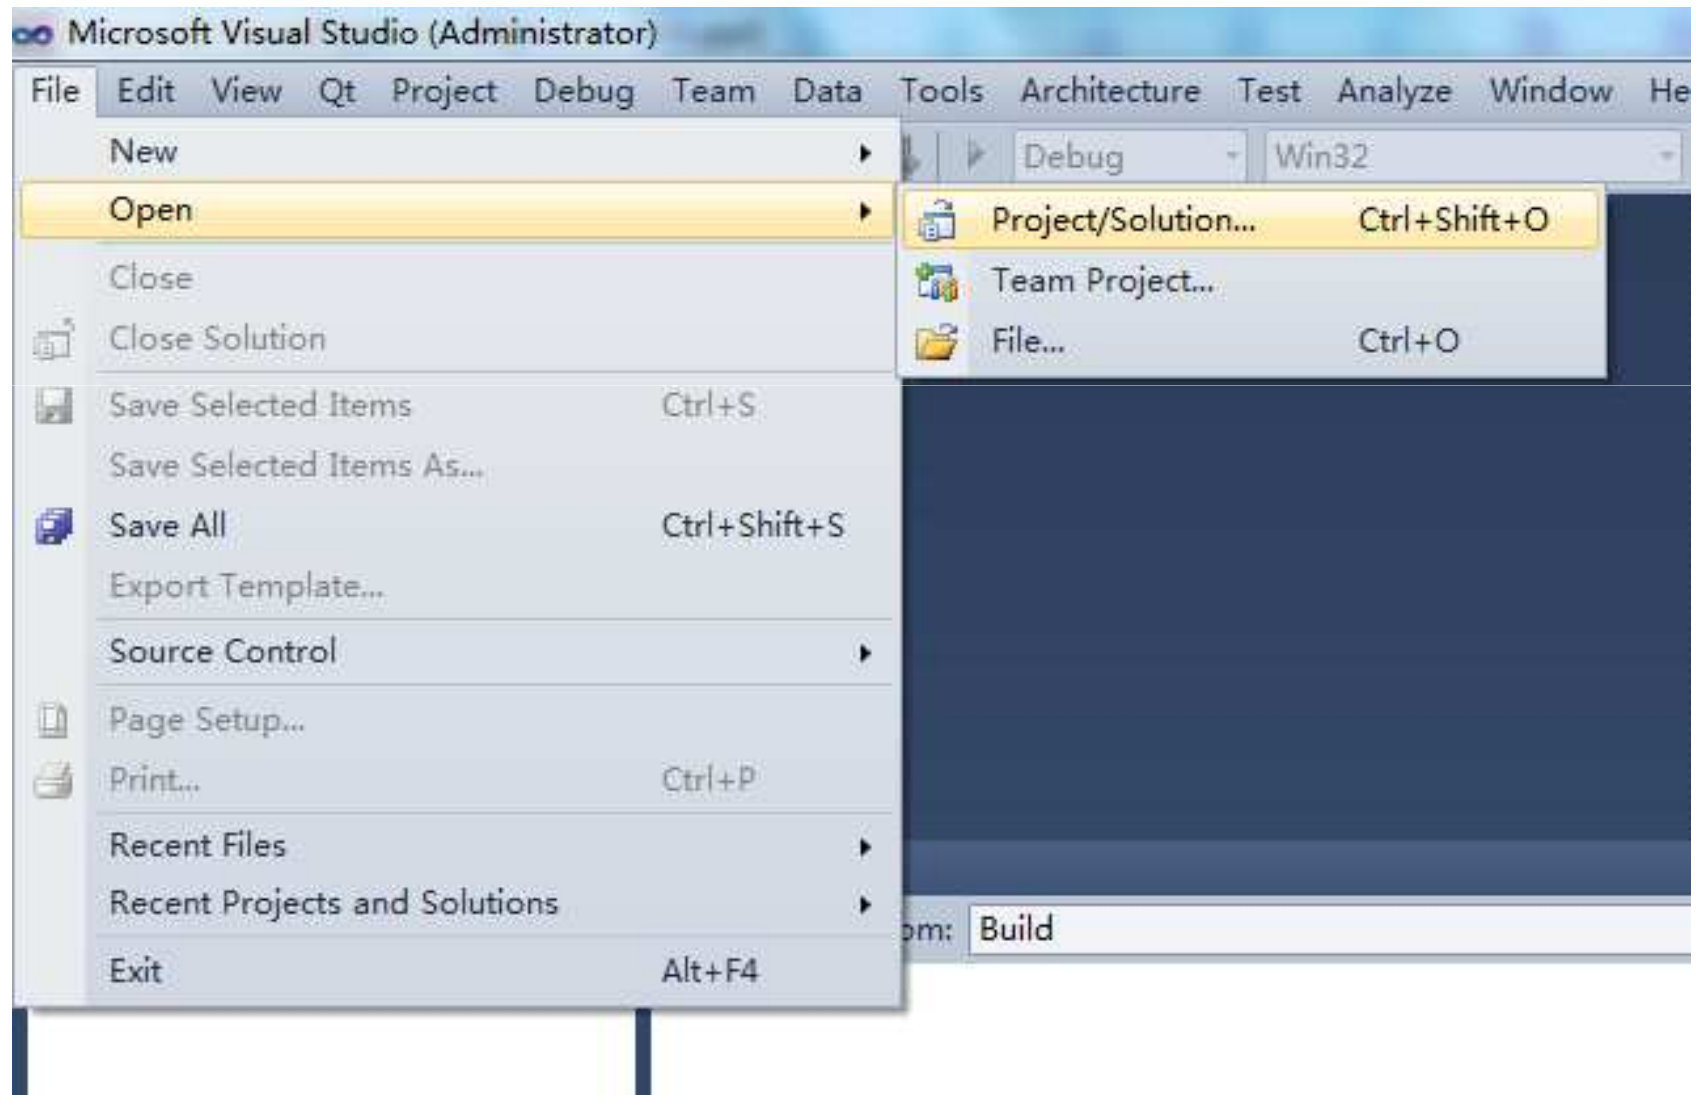 Microsoft Visual Studio (Administrator)
File Edit View Qt Project Debug Team Data Tools Architecture Test Analyze Window
New Debug Win32
Open Project/Solution... Ctrl+Shift+O
Close Team Project...
Close Solution File... Ctrl+O
Save Selected Items Ctrl+S
Save Selected Items As...
Save All Ctrl+Shift+S
Export Template...
Source Control
Page Setup...
Print... Ctrl+P
Recent Files
Recent Projects and Solutions
Build
Exit Alt+F4